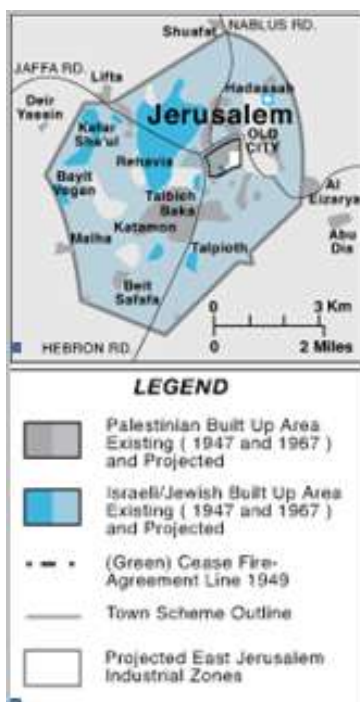 Shuafat
NABLUS RD.
JAFFA RD.
Lifta
Hadassah
Deir
Yassin
Jerusalem
Kafar
Sha'ul
OLD
CITY
Rehavia
Bayit
Vegan
Talbieh
Baka
Al
Eizarya
Katamon
Abu
Dis
Malha
Talpioth
Beit
Safafa
0 3 Km
0 2 Miles
HEBRON RD.
LEGEND
Palestinian Built Up Area
Existing ( 1947 and 1967 )
and Projected
Israeli/Jewish Built Up Area
Existing ( 1947 and 1967 )
and Projected
(Green) Cease Fire-
Agreement Line 1949
Town Scheme Outline
Projected East Jerusalem
Industrial Zones